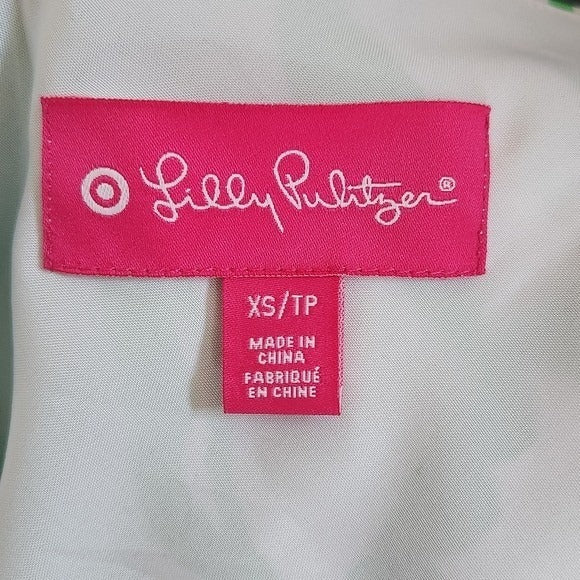 Lilly Pulitzer®
XS/TP
MADE IN
CHINA
FABRIQUÉ
EN CHINE